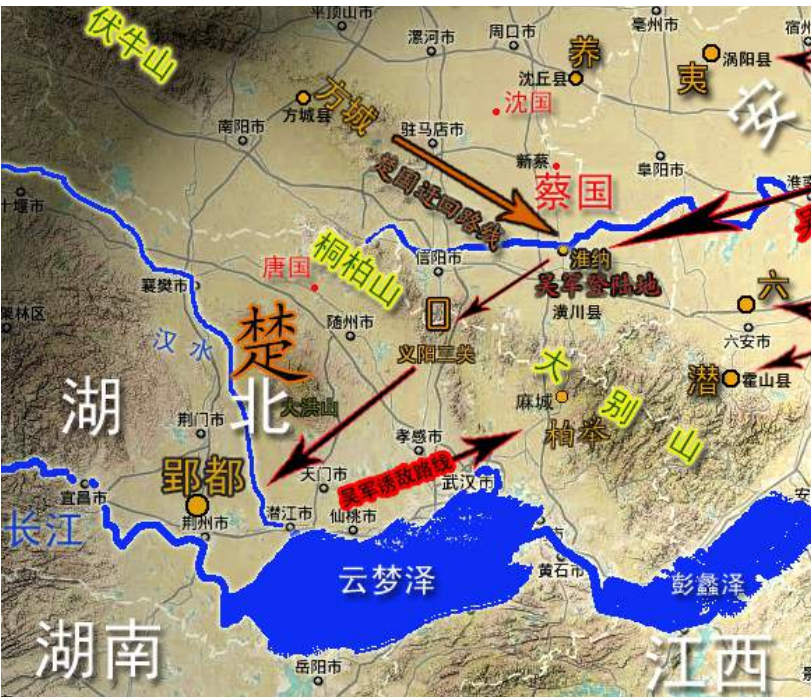 平顶山市
周口市
亳州市
宿州
伏牛山
漯河市
养
涡阳县
沈丘县
夷
方城
方城县
沈国
安
南阳市
驻马店市
新蔡
阜阳市
蔡国
楚国迂回路线
淮南
十堰市
桐柏山
信阳市
淮纳
吴军登陆地
唐国
襄樊市
六
潢川县
六安市
随州市
楚
汉水
义阳三关
大别山
潜
霍山县
湖北
大洪山
麻城
柏举
荆门市
孝感市
郢都
天门市
吴军诱敌路线
武汉市
宜昌市
荆州市
潜江市
仙桃市
长江
云梦泽
黄石市
彭蠡泽
湖南
江西
岳阳市